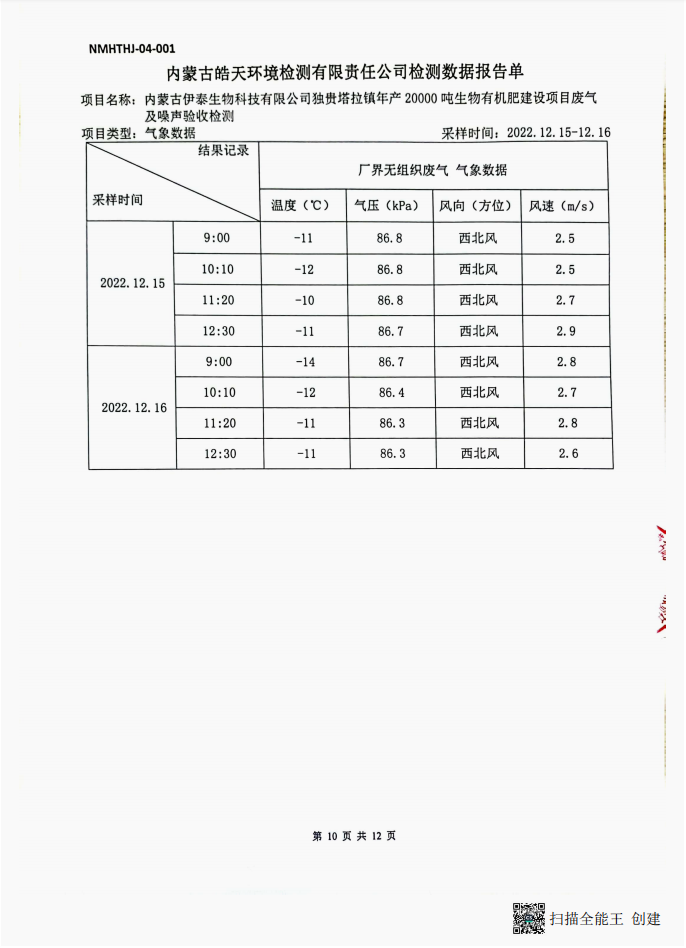 NMHTHJ-04-001
内蒙古皓天环境检测有限责任公司检测数据报告单
项目名称：内蒙古伊泰生物科技有限公司独贵塔拉镇年产 20000 吨生物有机肥建设项目废气
及噪声验收检测
项目类型：气象数据 采样时间：2022.12.15-12.16
结果记录
采样时间
厂界无组织废气 气象数据
温度（℃） 气压（kPa） 风向（方位） 风速（m/s）
2022.12.15
9:00 -11 86.8 西北风 2.5
10:10 -12 86.8 西北风 2.5
11:20 -10 86.8 西北风 2.7
12:30 -11 86.7 西北风 2.9
2022.12.16
9:00 -14 86.7 西北风 2.8
10:10 -12 86.4 西北风 2.7
11:20 -11 86.3 西北风 2.8
12:30 -11 86.3 西北风 2.6
第 10 页 共 12 页
扫描全能王 创建